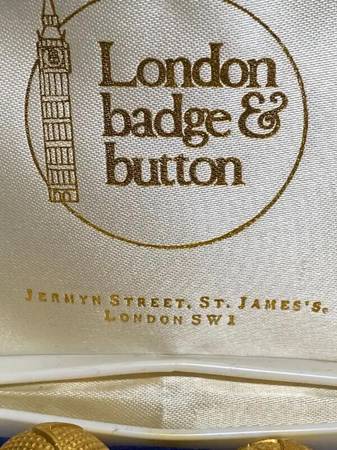 London
badge &
button
JERMYN STREET, ST. JAMES'S,
LONDON SW1